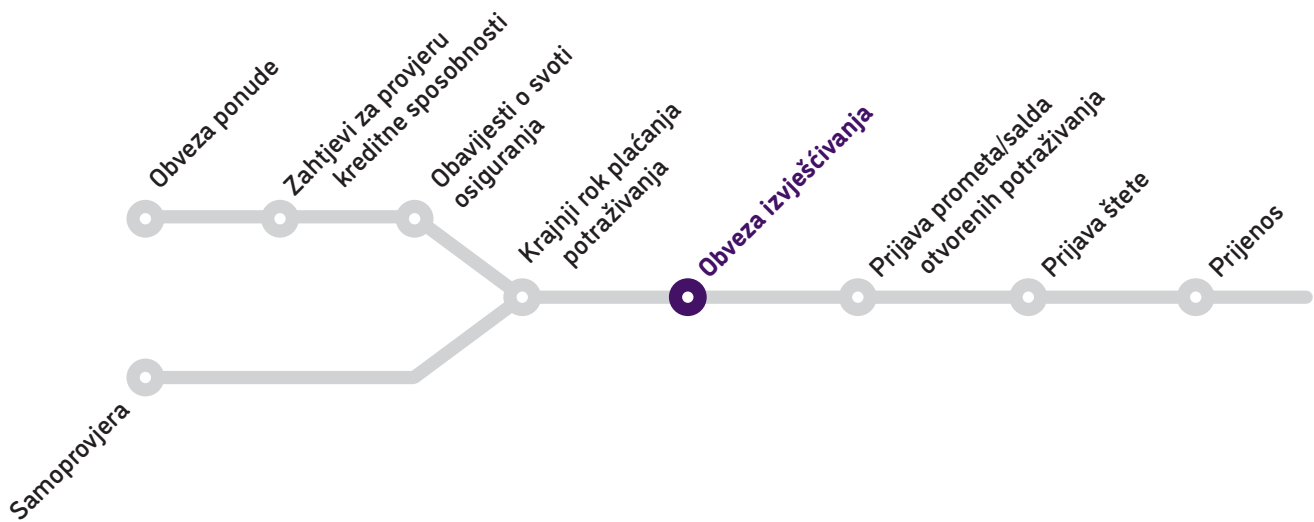 Obveza ponude
Zahtjevi za provjeru
kreditne sposobnosti
Obavijesti o svoti
osiguranja
Krajnji rok plaćanja
potraživanja
Obveza izvješćivanja
Prijava prometa/salda
otvorenih potraživanja
Prijava štete
Prijenos
Samoprovjera